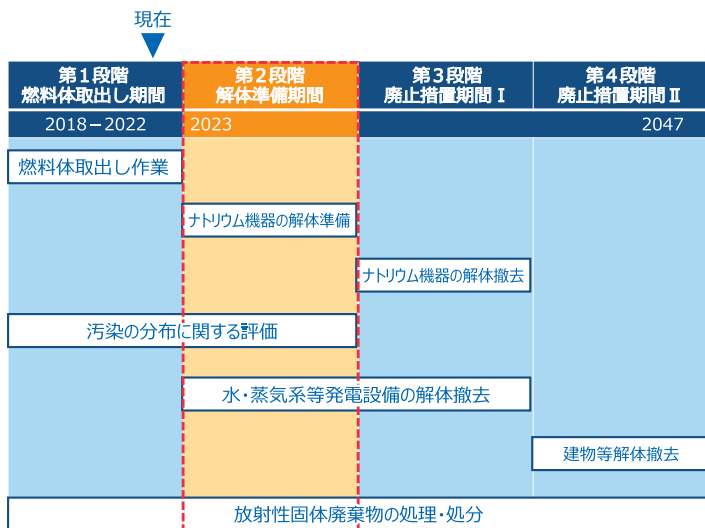 現在
第1段階
燃料体取出し期間
第2段階
解体準備期間
第3段階
廃止措置期間Ⅰ
第4段階
廃止措置期間Ⅱ
2018-2022
2023
2047
燃料体取出し作業
ナトリウム機器の解体準備
ナトリウム機器の解体撤去
汚染の分布に関する評価
水・蒸気系等発電設備の解体撤去
建物等解体撤去
放射性固体廃棄物の処理・処分